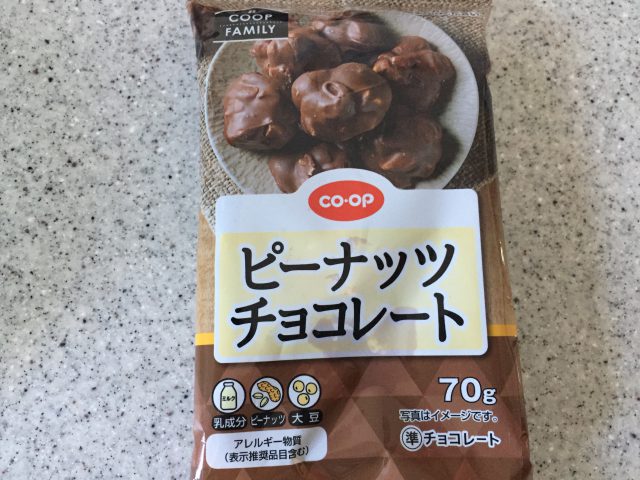 COOP
FAMILY
CO·OP
ピーナッツ
チョコレート
70g
写真はイメージです。
準チョコレート
ミルク
乳成分 ピーナッツ 大豆
アレルギー物質
(表示推奨品目含む)